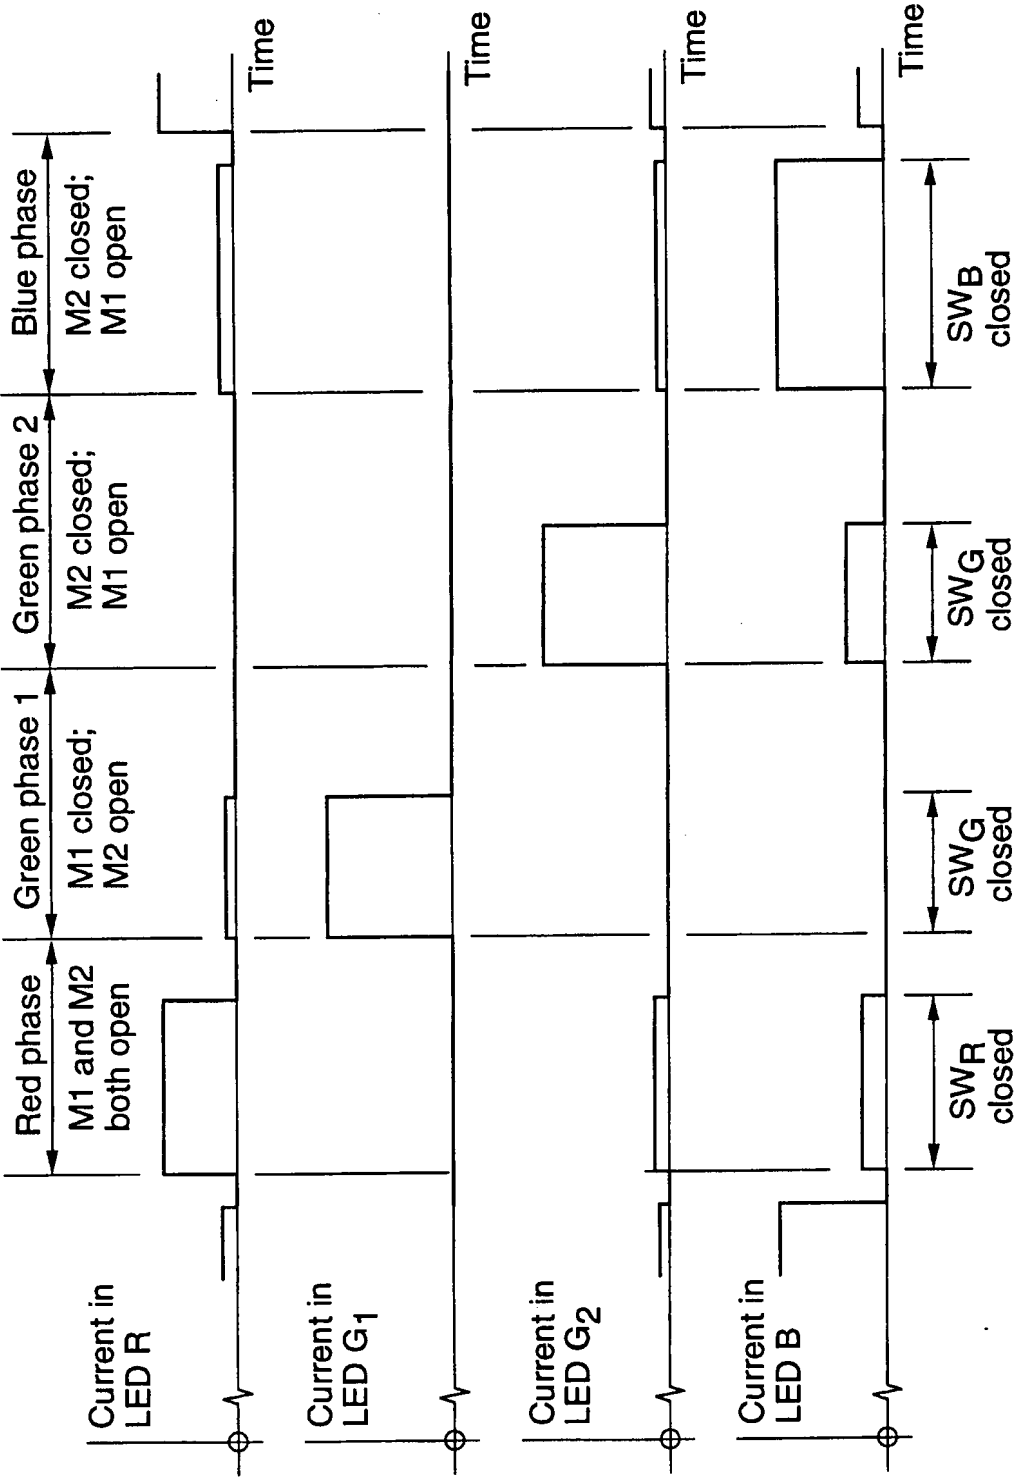 Red phase
Green phase 1
Green phase 2
Blue phase
M1 and M2
both open
M1 closed;
M2 open
M2 closed;
M1 open
M2 closed;
M1 open
Current in
LED R
Time
Current in
LED G1
Time
Current in
LED G2
Time
Current in
LED B
Time
SWR
closed
SWG
closed
SWG
closed
SWB
closed